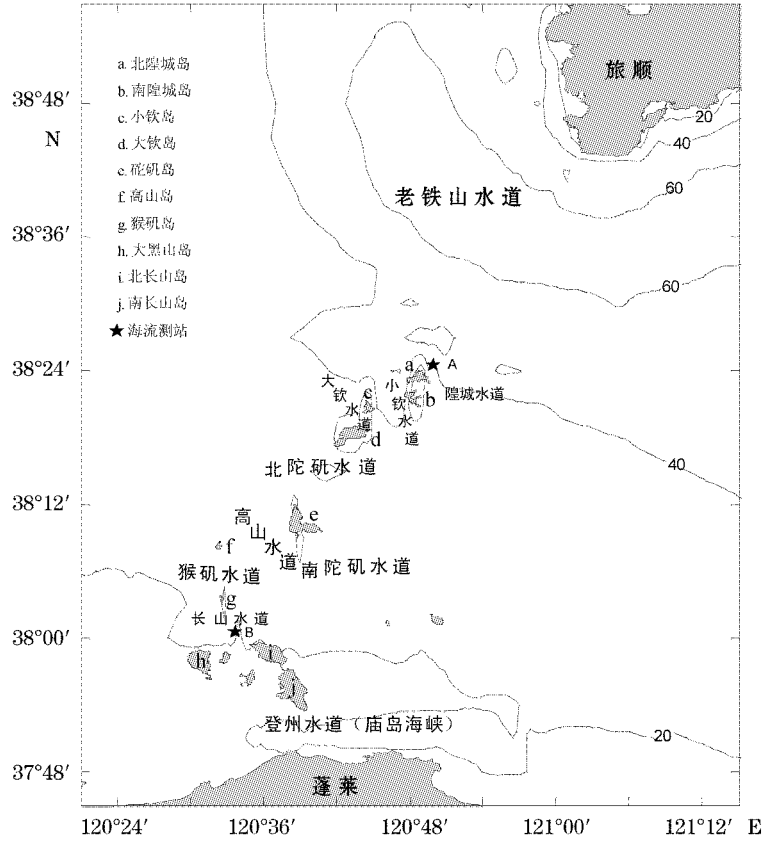 a. 北隍城岛
b. 南隍城岛
c. 小钦岛
d. 大钦岛
e. 砣矶岛
f. 高山岛
g. 猴矶岛
h. 大黑山岛
i. 北长山岛
j. 南长山岛
★ 海流测站
38°48′
N
38°36′
38°24′
38°12′
38°00′
37°48′
旅顺
20
40
60
老铁山水道
60
a
★ A
大钦水道
c
小钦水道
b
隍城水道
d
40
北陀矶水道
高山水道
e
f
南陀矶水道
猴矶水道
g
长山水道
★ B
h
i
j
登州水道（庙岛海峡）
20
蓬莱
120°24′
120°36′
120°48′
121°00′
121°12′ E